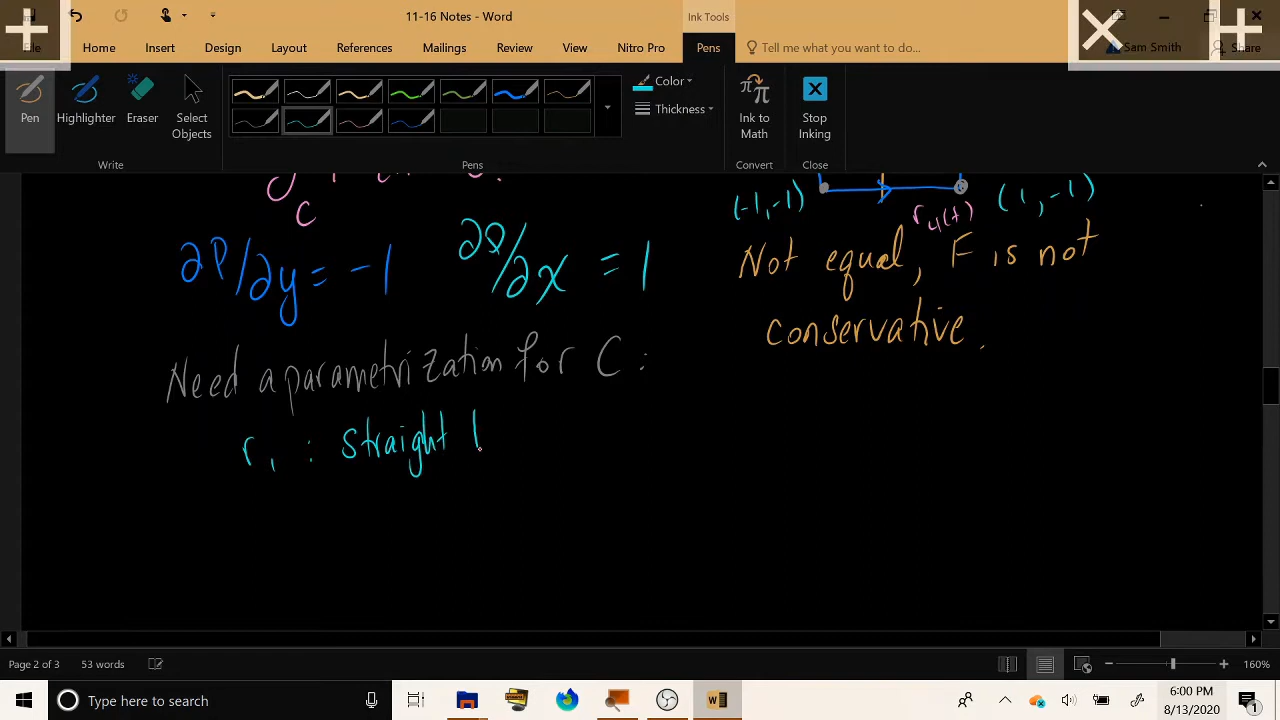 11-16 Notes - Word
Ink Tools
File
Home
Insert
Design
Layout
References
Mailings
Review
View
Nitro Pro
Pens
Tell me what you want to do...
Sam Smith
Share
Pen
Highlighter
Eraser
Select Objects
Color
Thickness
Ink to Math
Stop Inking
Write
Pens
Convert
Close
C
(-1,-1)
r4(t)
(1,-1)
∂P/∂y = -1
∂Q/∂x = 1
Not equal, F is not
conservative.
Need a parametrization for C:
r1 : straight l
Page 2 of 3
53 words
160%
Type here to search
6:00 PM
8/13/2020
1